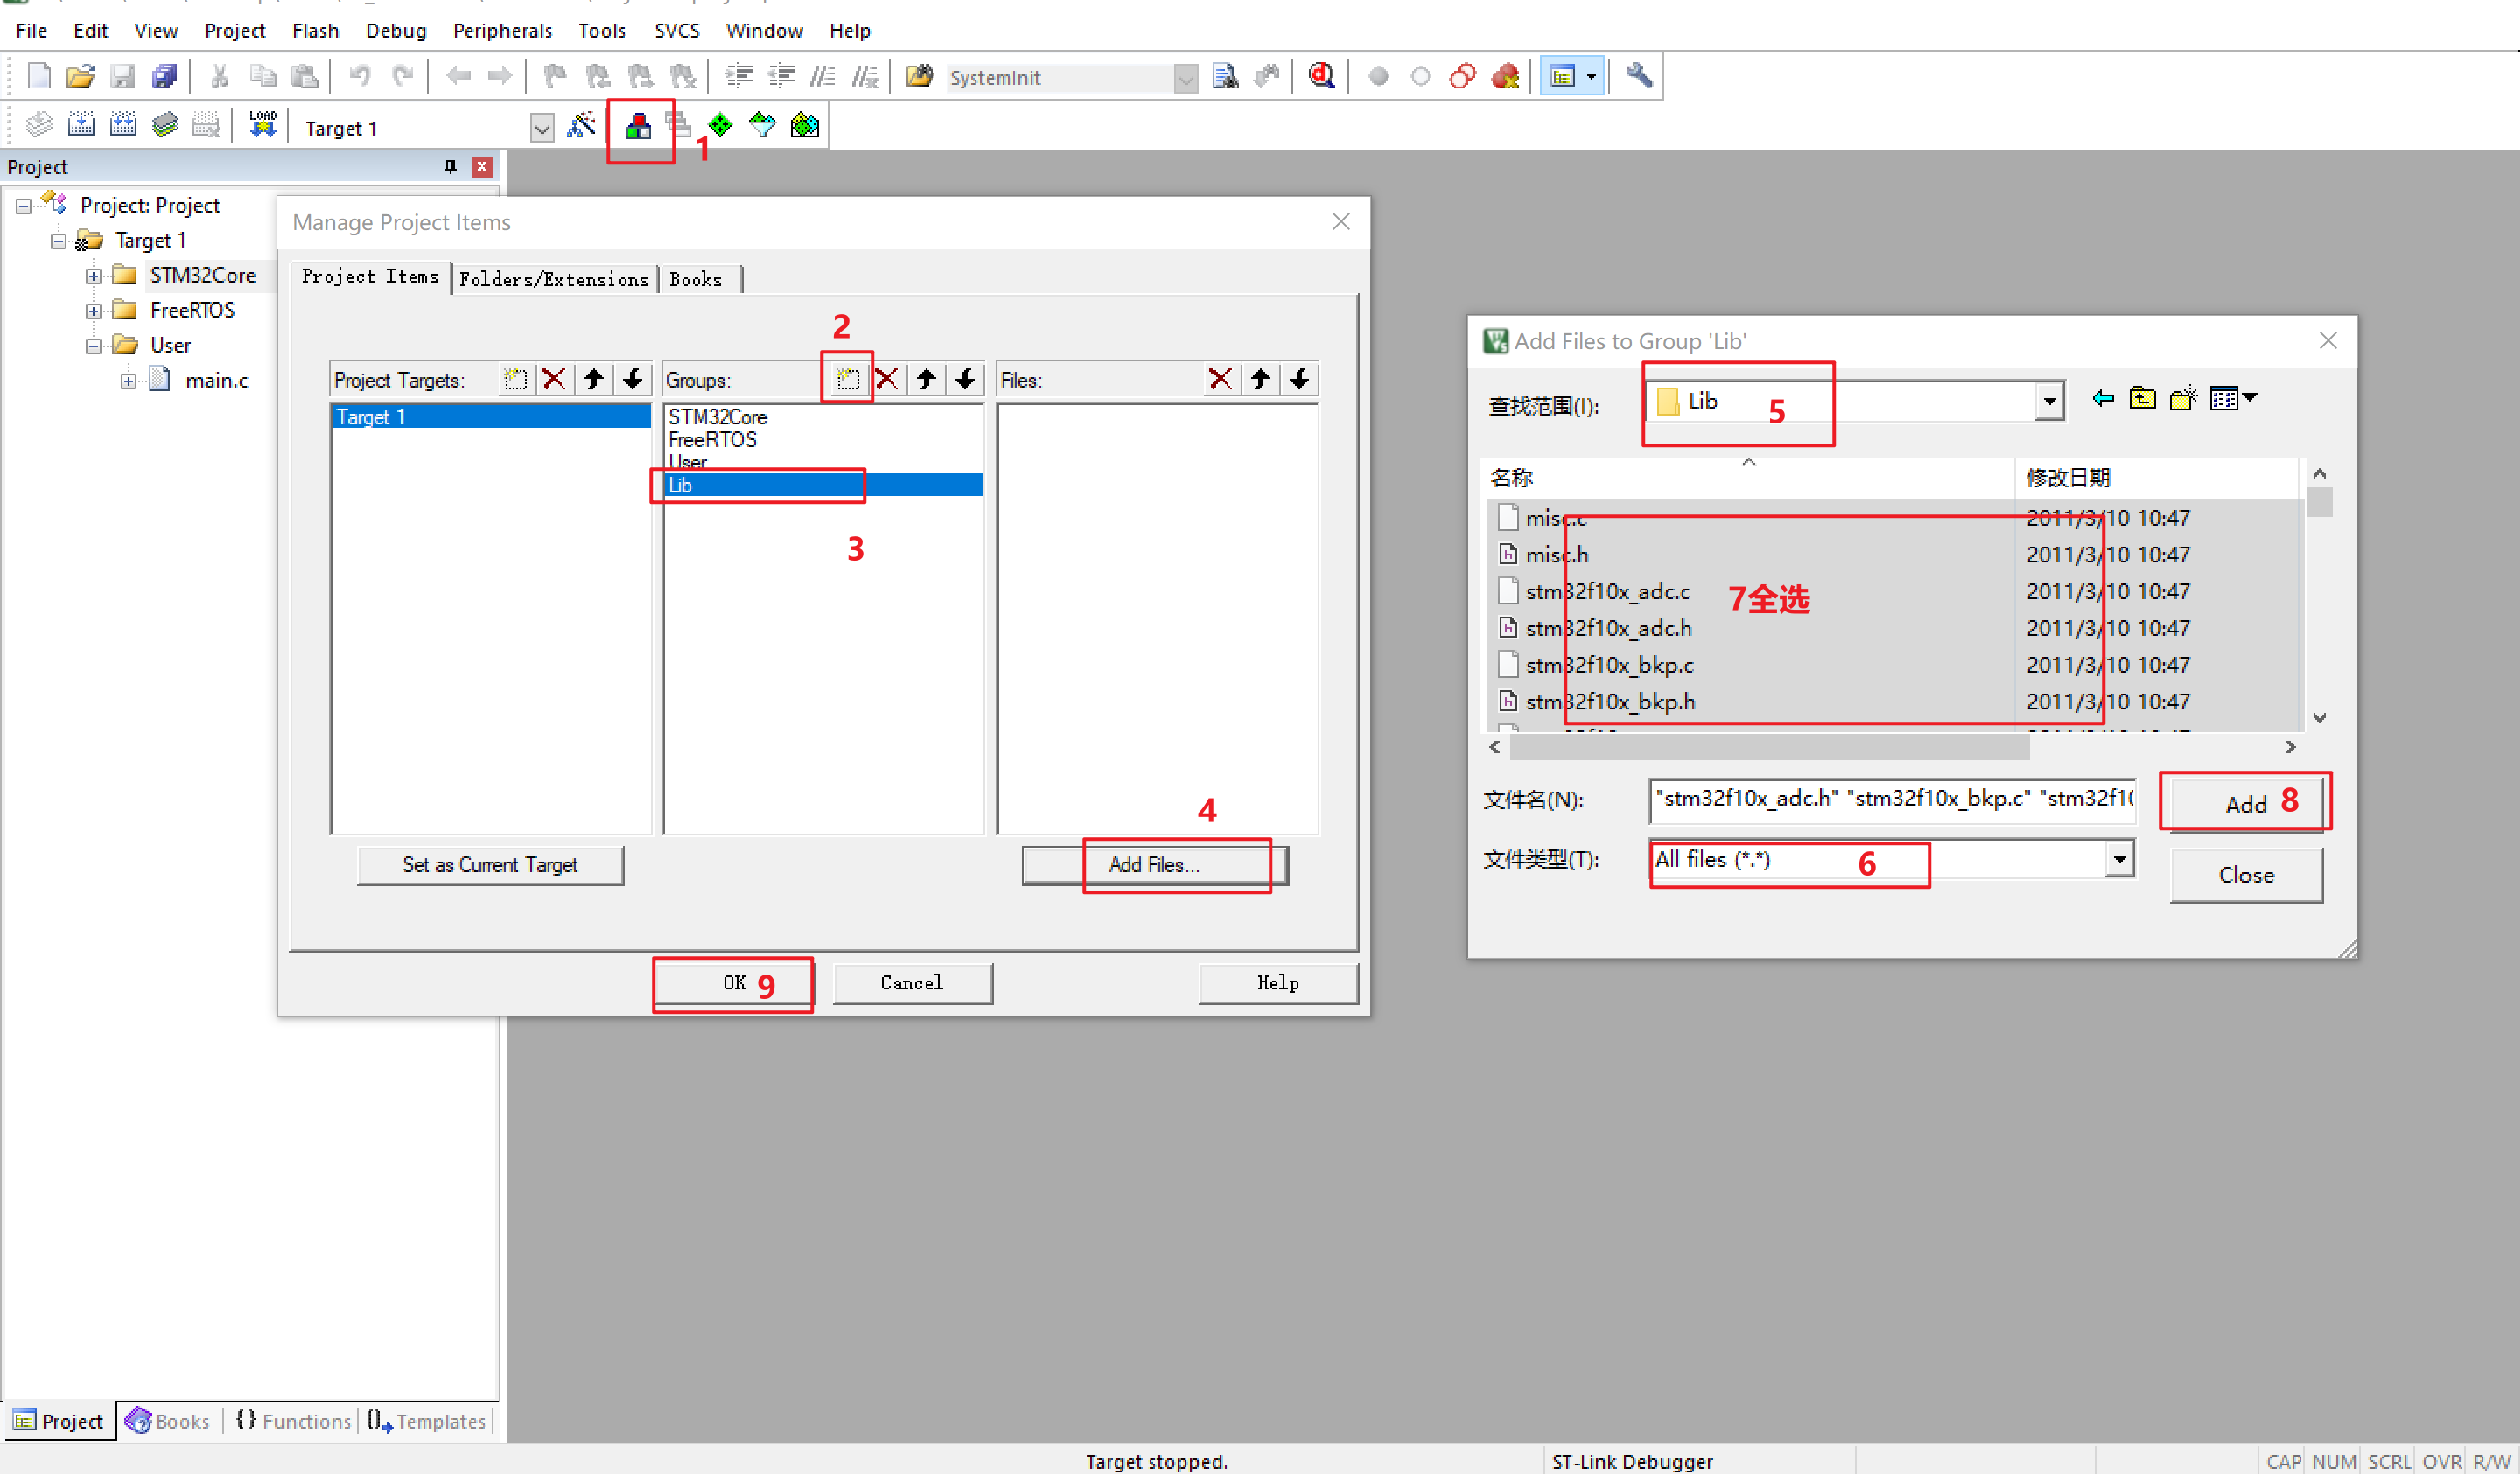 File Edit View Project Flash Debug Peripherals Tools SVCS Window Help
SystemInit
LOAD Target 1
1
Project
Project: Project
Target 1
STM32Core
FreeRTOS
User
main.c
Manage Project Items
Project Items Folders/Extensions Books
2
Project Targets: Groups: Files:
Target 1
STM32Core
FreeRTOS
User
Lib
3
4
Set as Current Target
Add Files...
OK 9 Cancel Help
Add Files to Group 'Lib'
查找范围(I): Lib 5
名称 修改日期
misc.c 2011/3/10 10:47
misc.h 2011/3/10 10:47
stm32f10x_adc.c 2011/3/10 10:47
7全选
stm32f10x_adc.h 2011/3/10 10:47
stm32f10x_bkp.c 2011/3/10 10:47
stm32f10x_bkp.h 2011/3/10 10:47
文件名(N): "stm32f10x_adc.h" "stm32f10x_bkp.c" "stm32f1( Add 8
文件类型(T): All files (*.*) 6
Close
Project Books {} Functions Templates
Target stopped. ST-Link Debugger CAP NUM SCRL OVR R/W